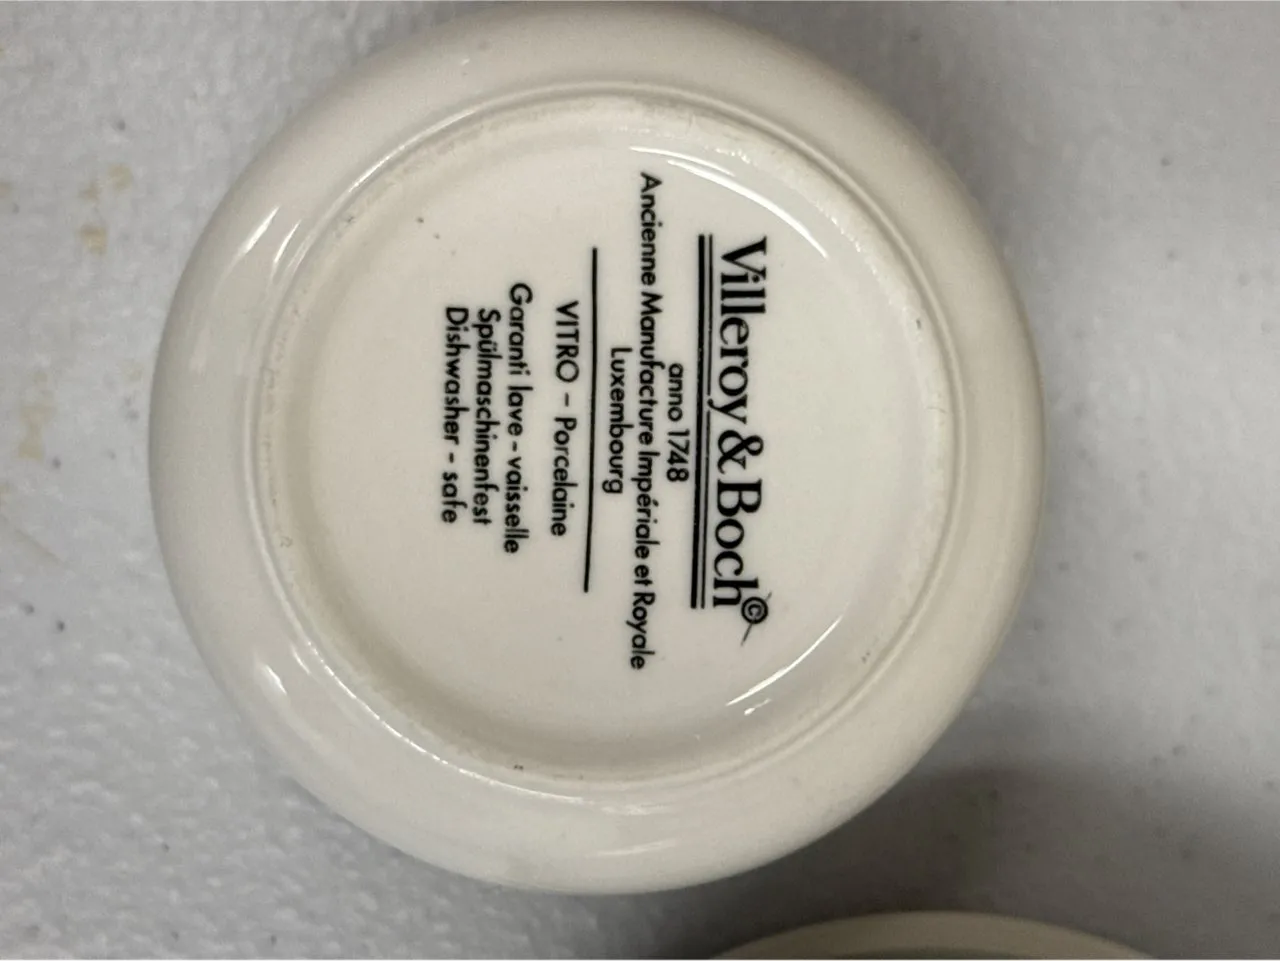 Villeroy & Boch©
anno 1748
Ancienne Manufacture Impériale et Royale
Luxembourg
VITRO – Porcelaine
Garanti lave - vaisselle
Spülmaschinenfest
Dishwasher - safe